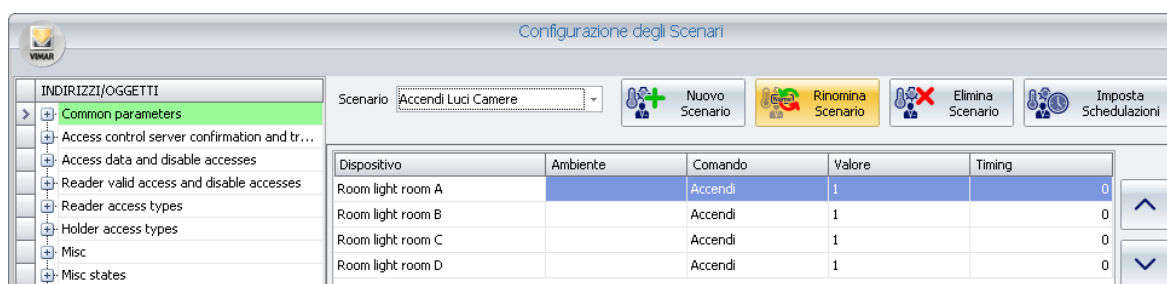 Configurazione degli Scenari
VIMAR
INDIRIZZI/OGGETTI
Common parameters
Access control server confirmation and tr...
Access data and disable accesses
Reader valid access and disable accesses
Reader access types
Holder access types
Misc
Misc states
Scenario Accendi Luci Camere
Nuovo
Scenario
Rinomina
Scenario
Elimina
Scenario
Imposta
Schedulazioni
Dispositivo Ambiente Comando Valore Timing
Room light room A Accendi 1 0
Room light room B Accendi 1 0
Room light room C Accendi 1 0
Room light room D Accendi 1 0